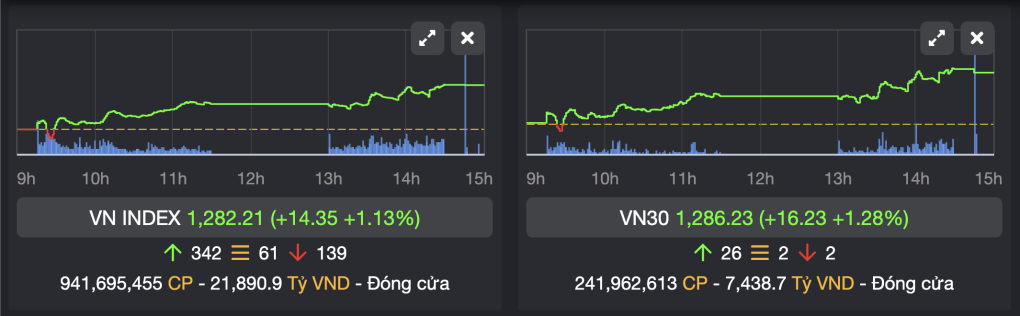 9h 10h 11h 12h 13h 14h 15h
VN INDEX 1,282.21 (+14.35 +1.13%)
342 61 139
941,695,455 CP - 21,890.9 Tỷ VND - Đóng cửa
9h 10h 11h 12h 13h 14h 15h
VN30 1,286.23 (+16.23 +1.28%)
26 2 2
241,962,613 CP - 7,438.7 Tỷ VND - Đóng cửa